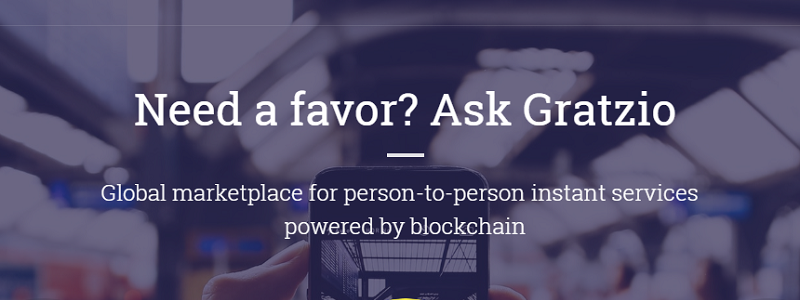 Need a favor? Ask Gratzio
Global marketplace for person-to-person instant services
powered by blockchain